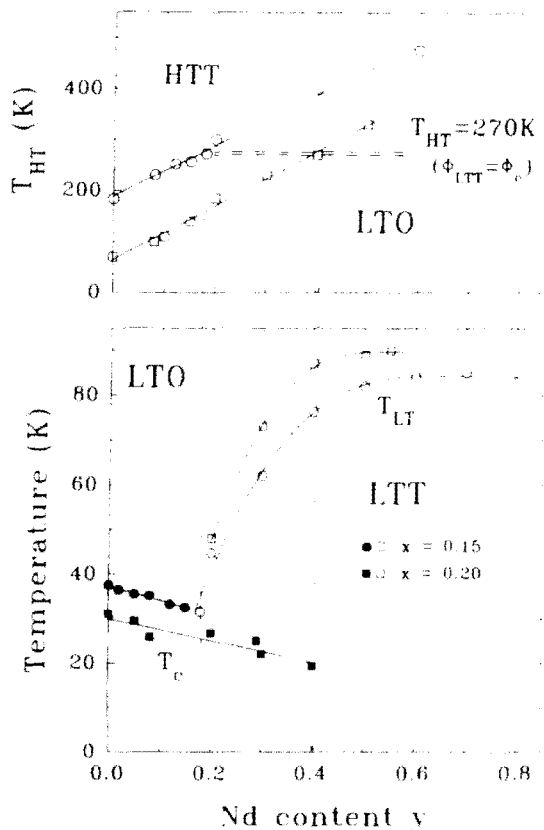 HTT
400
200
0
T_HT (K)
T_HT=270K
(Φ_LTT=Φ_c)
LTO
LTO
80
60
40
20
0
Temperature (K)
T_LT
LTT
x = 0.15
x = 0.20
T_c
0.0 0.2 0.4 0.6 0.8
Nd content y